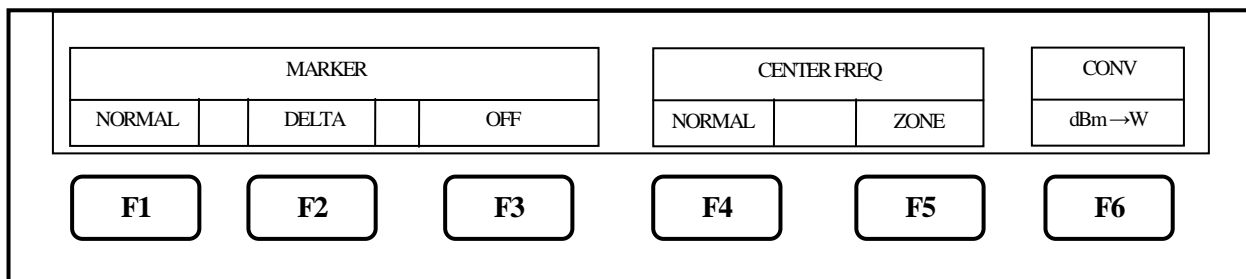 MARKER CENTER FREQ CONV
NORMAL DELTA OFF NORMAL ZONE dBm→W
F1 F2 F3 F4 F5 F6